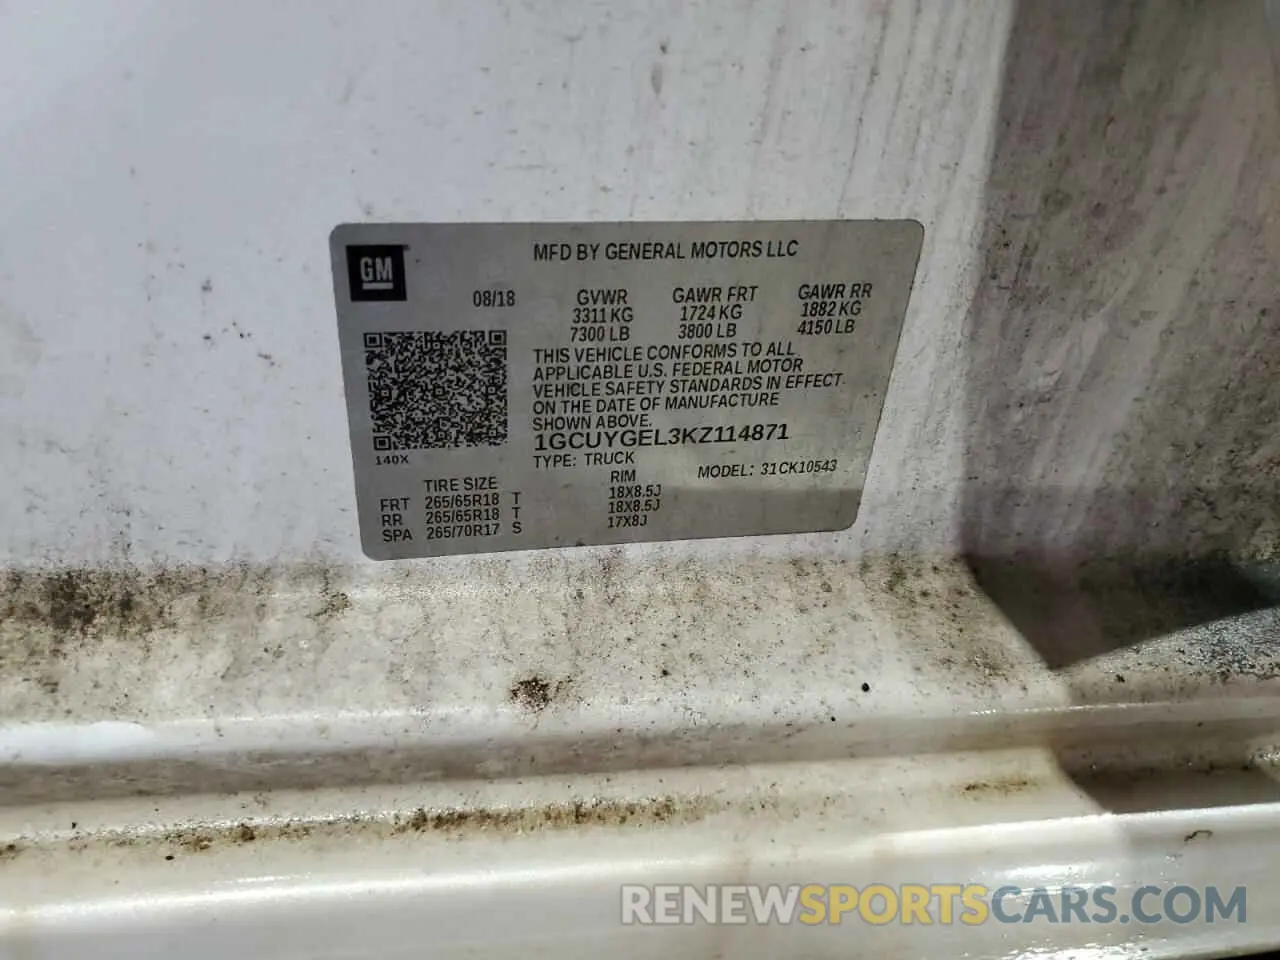 GM
MFD BY GENERAL MOTORS LLC
08/18
GVWR GAWR FRT GAWR RR
3311 KG 1724 KG 1882 KG
7300 LB 3800 LB 4150 LB
THIS VEHICLE CONFORMS TO ALL
APPLICABLE U.S. FEDERAL MOTOR
VEHICLE SAFETY STANDARDS IN EFFECT
ON THE DATE OF MANUFACTURE
SHOWN ABOVE.
1GCUYGEL3KZ114871
140X
TYPE: TRUCK MODEL: 31CK10543
TIRE SIZE RIM
FRT 265/65R18 T 18X8.5J
RR 265/65R18 T 18X8.5J
SPA 265/70R17 S 17X8J
RENEWSPORTSCARS.COM